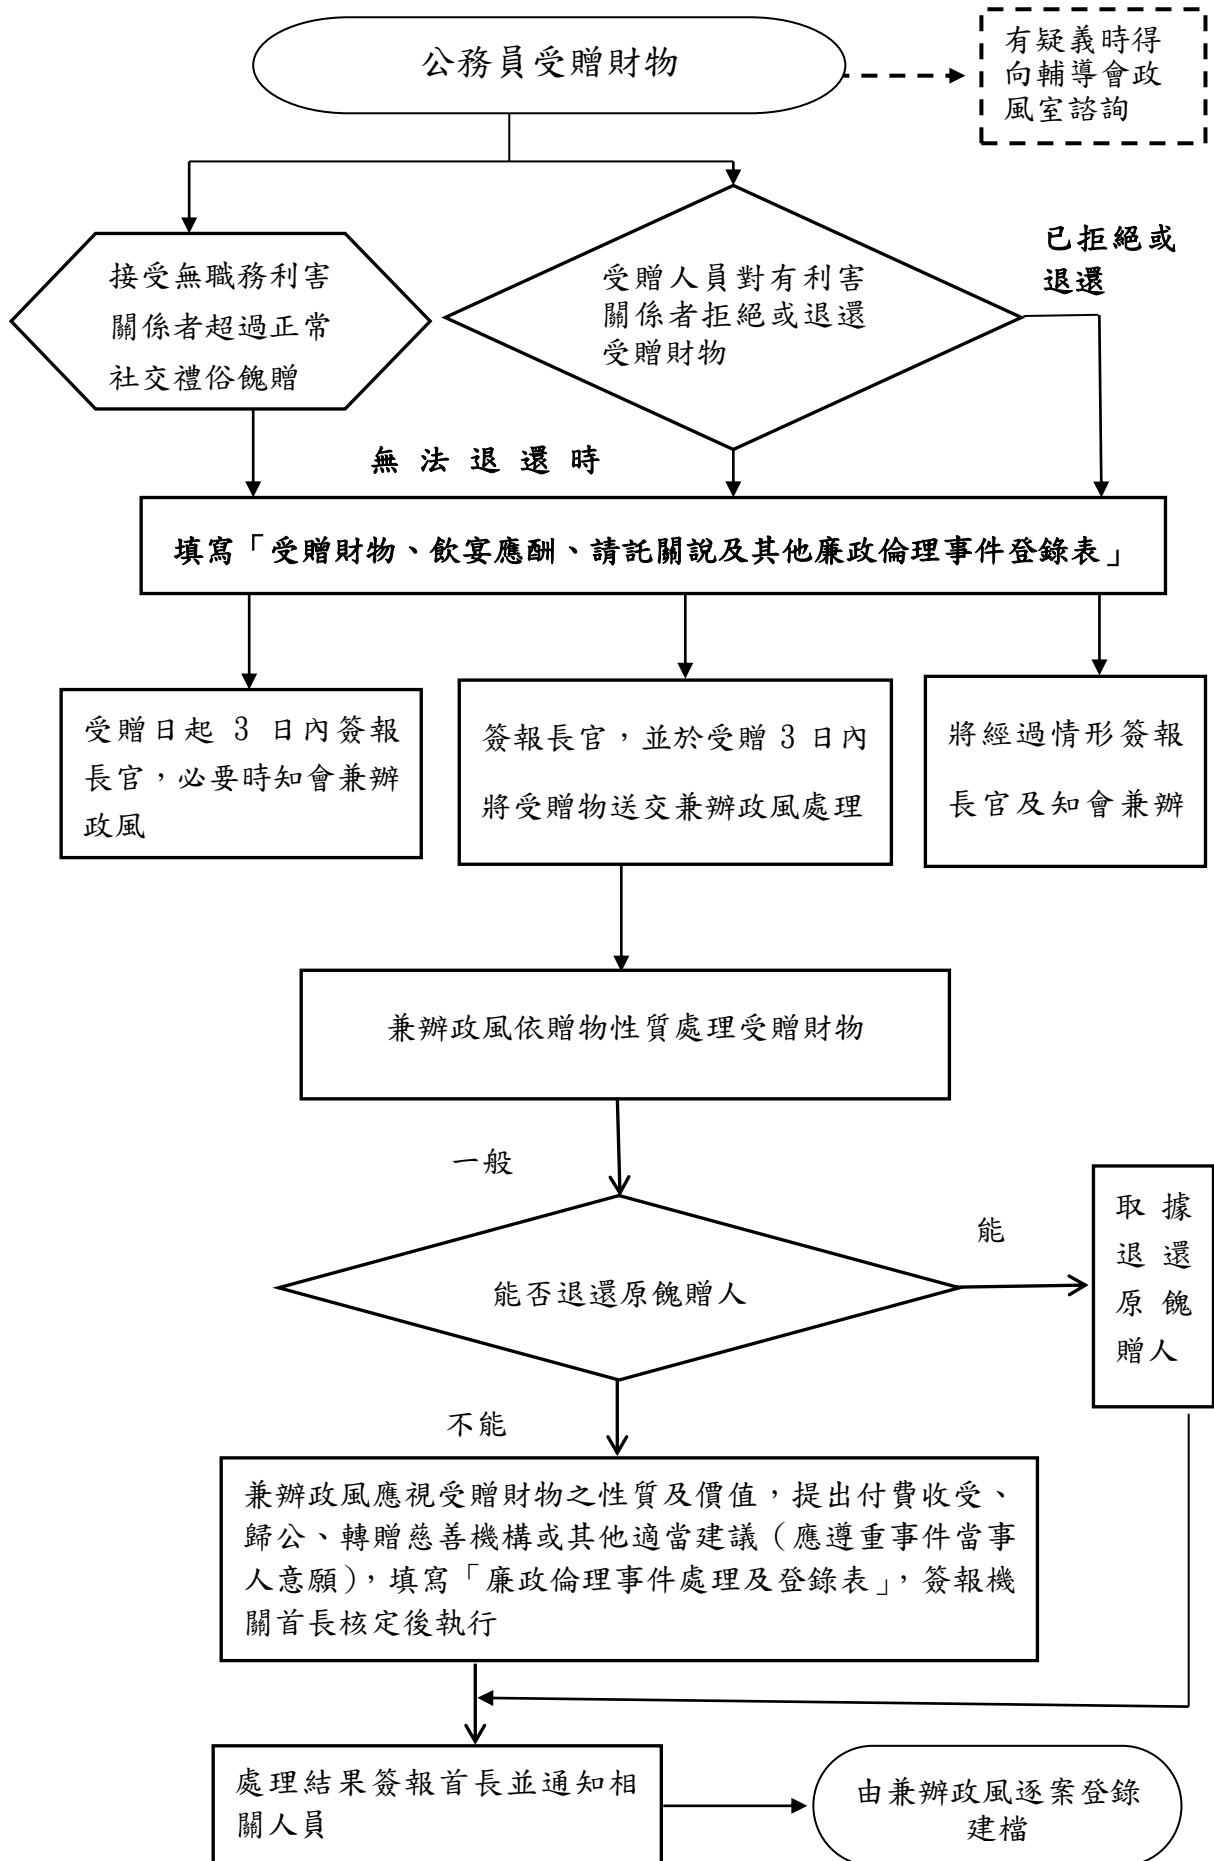 公務員受贈財物
有疑義時得
向輔導會政
風室諮詢
接受無職務利害
關係者超過正常
社交禮俗餽贈
受贈人員對有利害
關係者拒絕或退還
受贈財物
已拒絕或
退還
無法退還時
填寫「受贈財物、飲宴應酬、請託關說及其他廉政倫理事件登錄表」
受贈日起 3 日內簽報
長官，必要時知會兼辦
政風
簽報長官，並於受贈 3 日內
將受贈物送交兼辦政風處理
將經過情形簽報
長官及知會兼辦
兼辦政風依贈物性質處理受贈財物
一般
能否退還原餽贈人
能
取據
退還
原餽
贈人
不能
兼辦政風應視受贈財物之性質及價值，提出付費收受、
歸公、轉贈慈善機構或其他適當建議（應遵重事件當事
人意願），填寫「廉政倫理事件處理及登錄表」，簽報機
關首長核定後執行
處理結果簽報首長並通知相
關人員
由兼辦政風逐案登錄
建檔